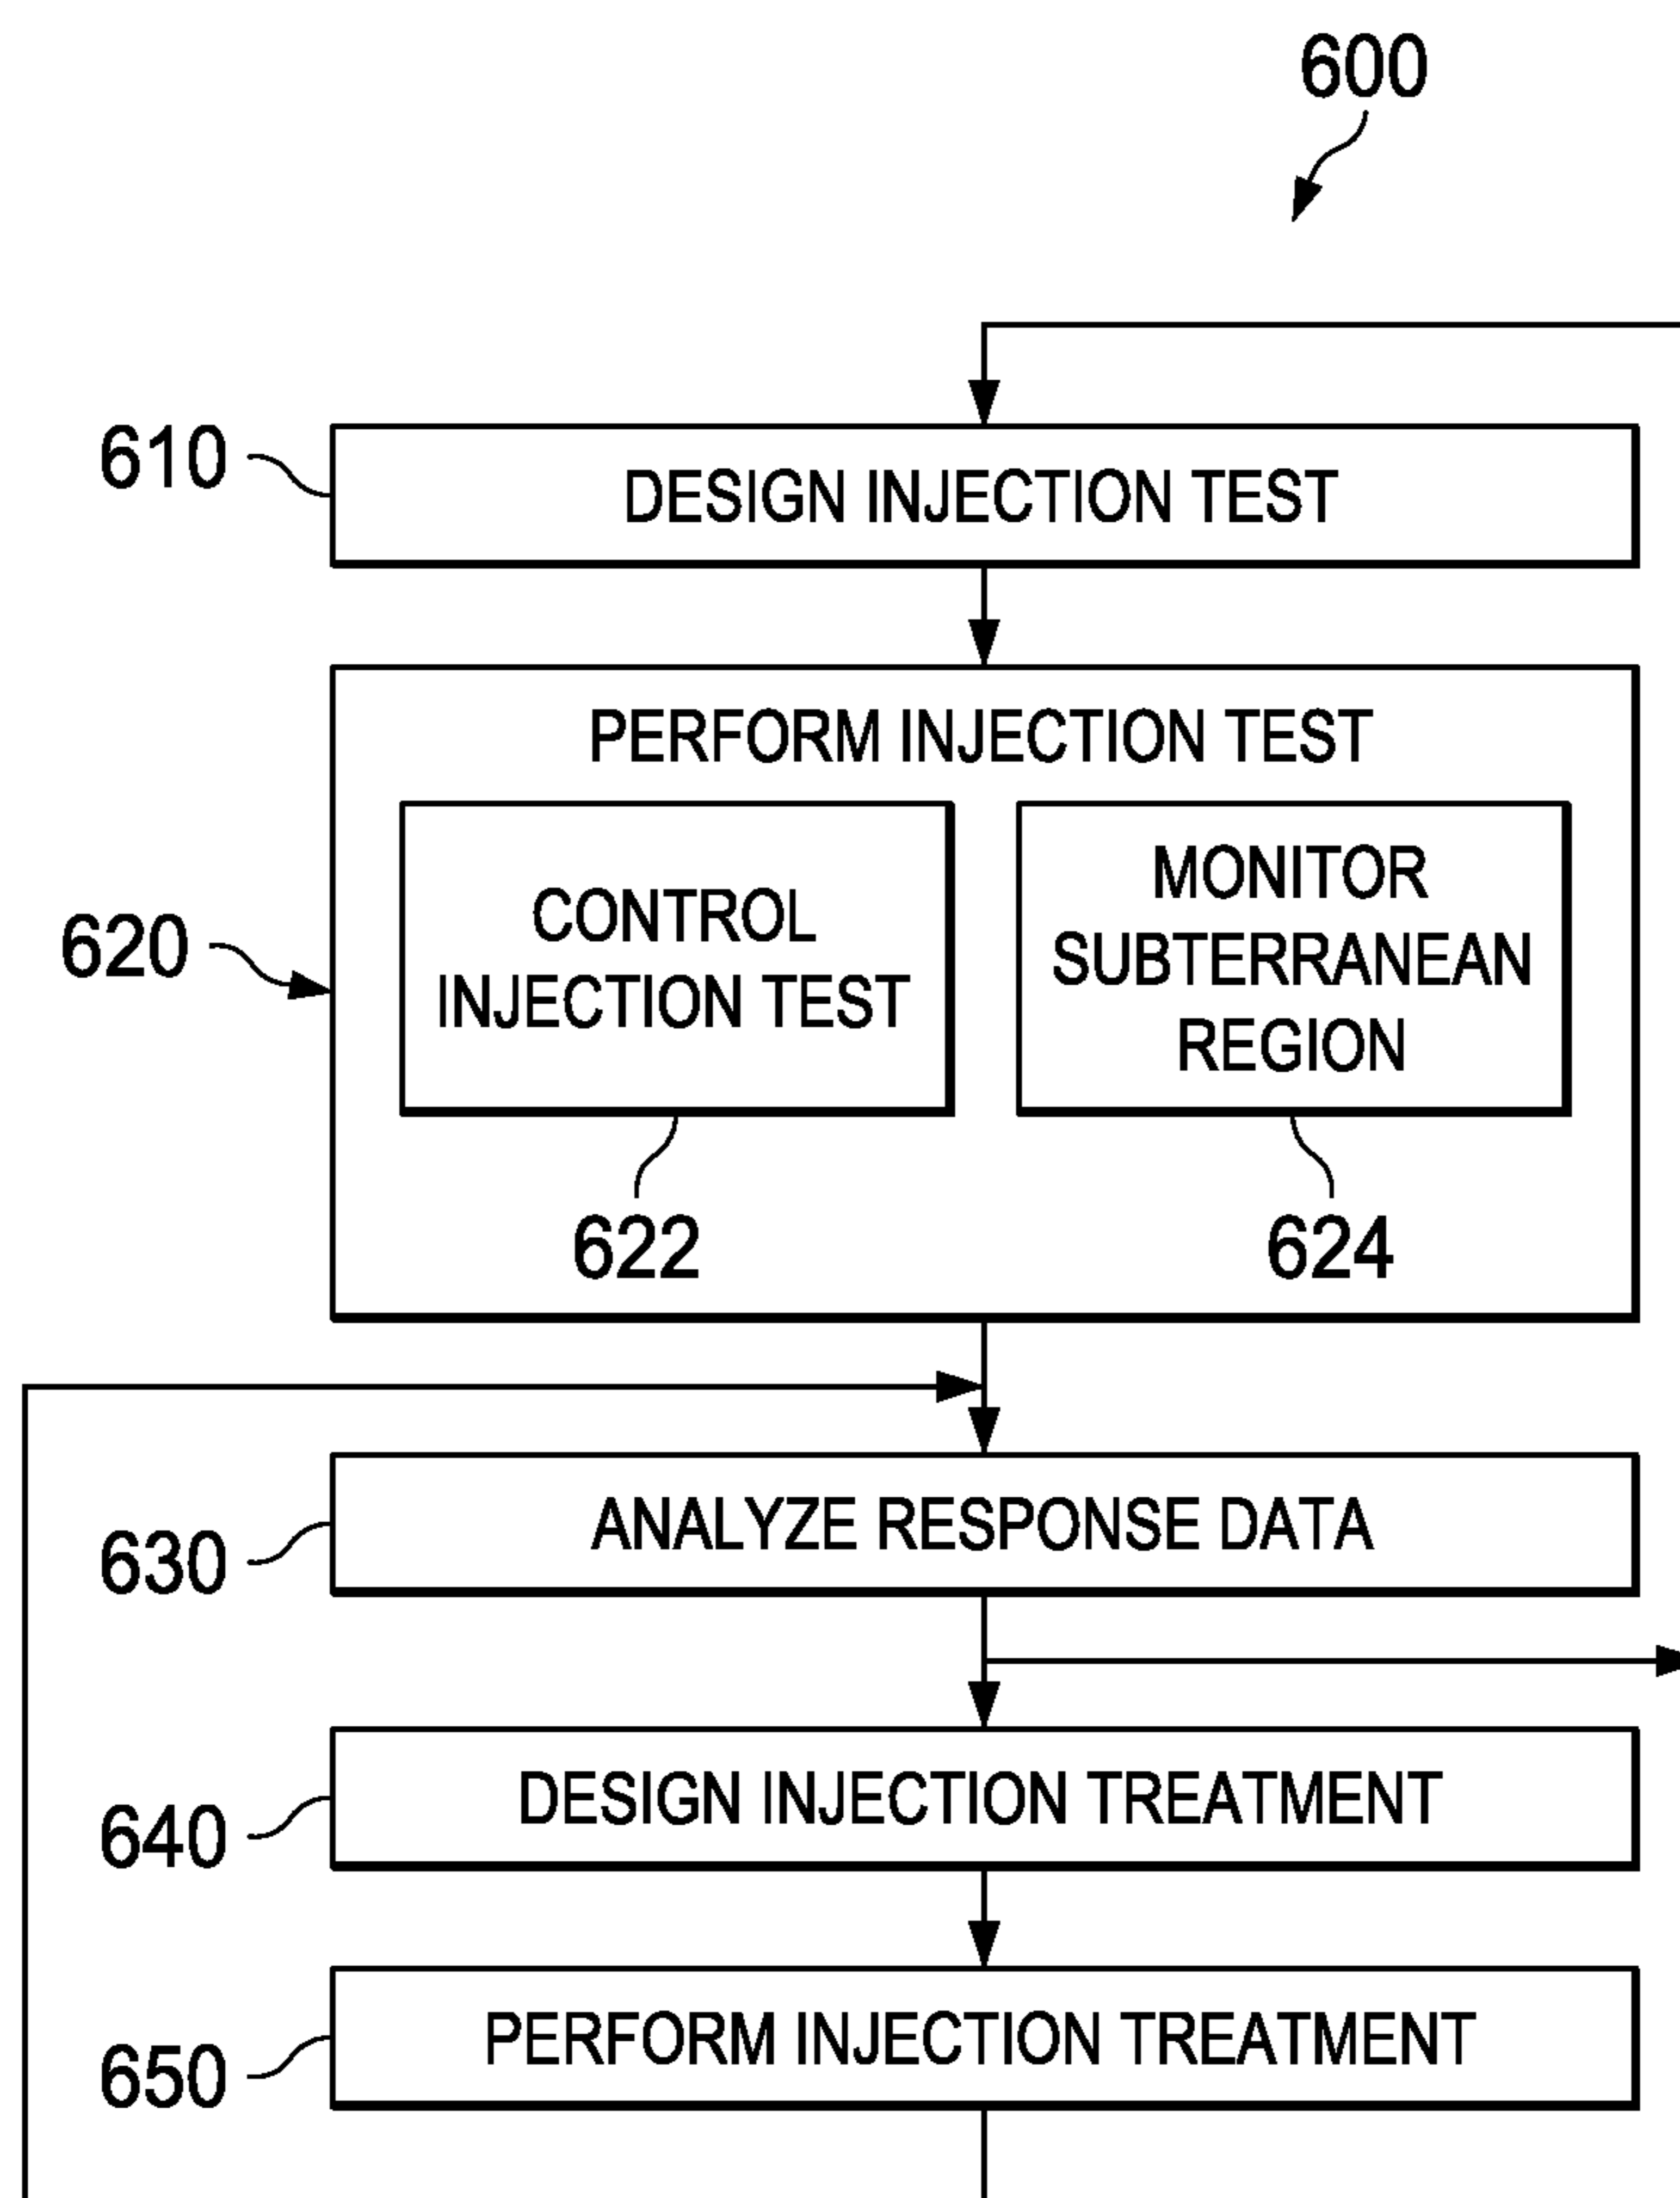 600
610
DESIGN INJECTION TEST
PERFORM INJECTION TEST
620
CONTROL
INJECTION TEST
MONITOR
SUBTERRANEAN
REGION
622
624
630
ANALYZE RESPONSE DATA
640
DESIGN INJECTION TREATMENT
650
PERFORM INJECTION TREATMENT